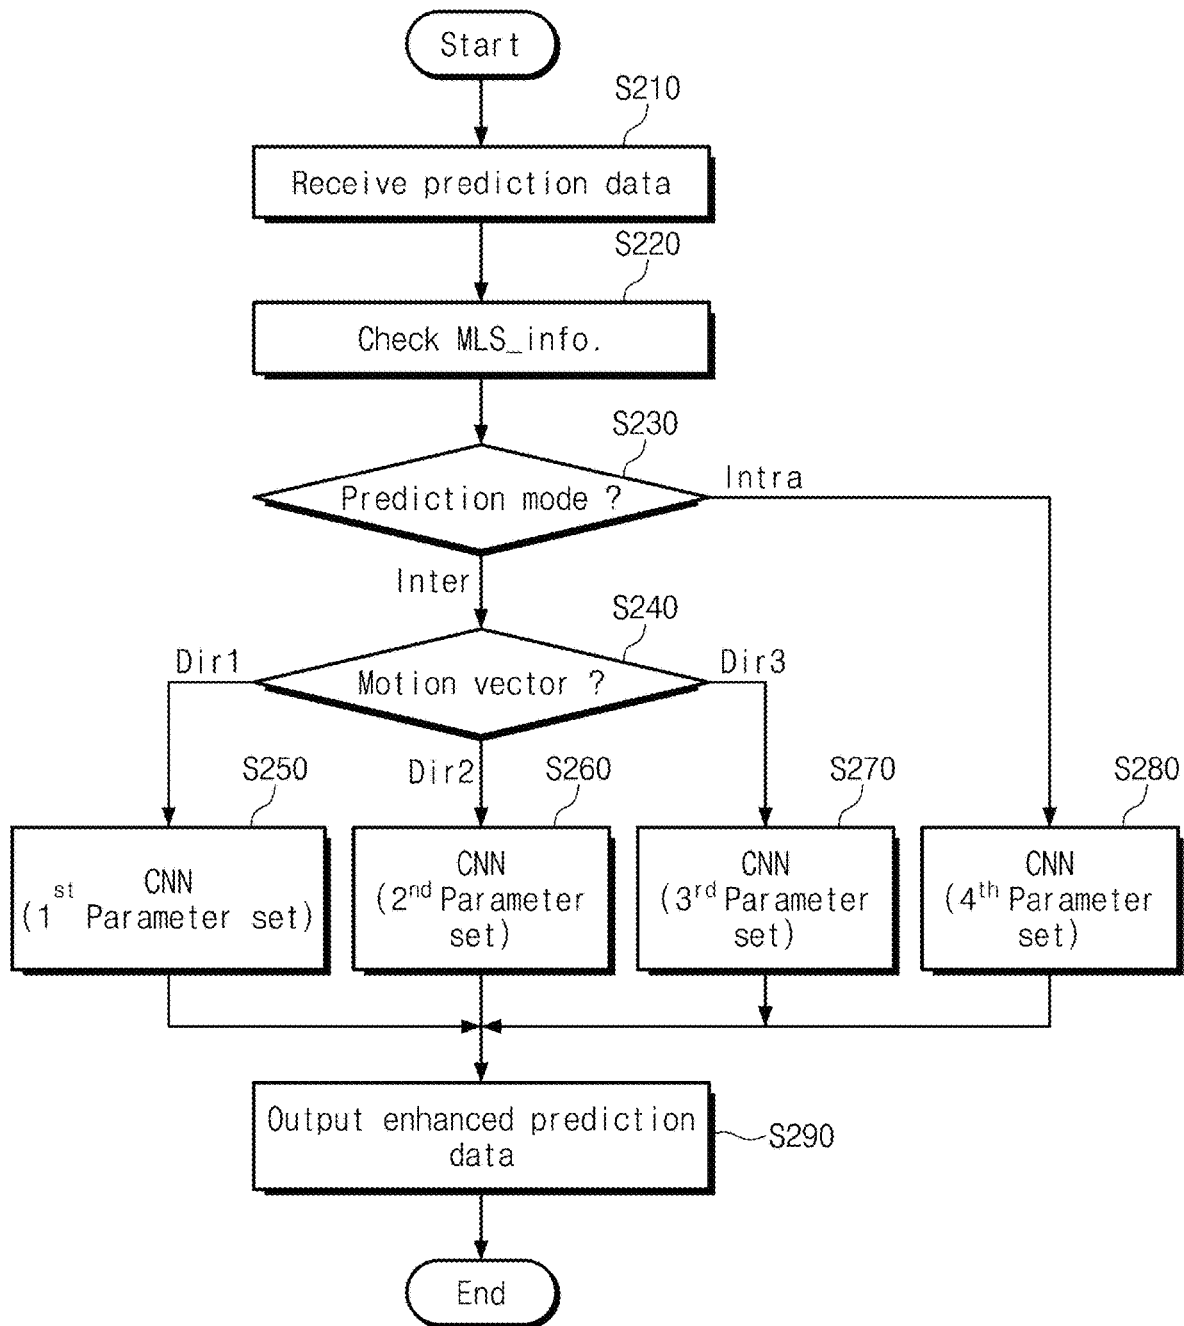 Start
S210
Receive prediction data
S220
Check MLS_info.
S230
Prediction mode ?
Intra
Inter
S240
Dir1
Motion vector ?
Dir3
Dir2
S250
S260
S270
S280
CNN
(1st Parameter set)
CNN
(2nd Parameter
set)
CNN
(3rd Parameter
set)
CNN
(4th Parameter
set)
Output enhanced prediction
data
S290
End